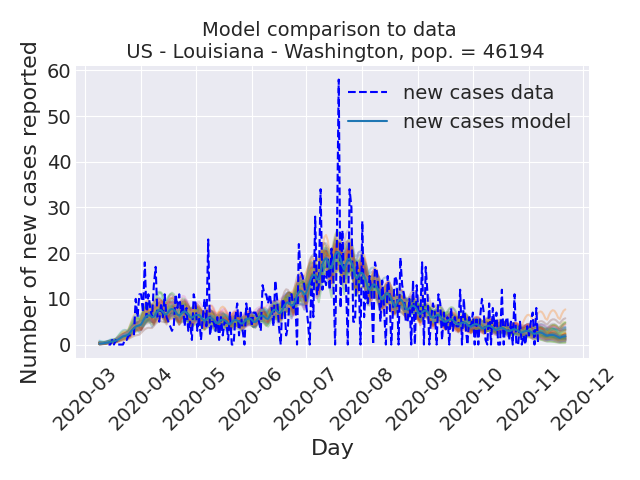 Model comparison to data
US - Louisiana - Washington, pop. = 46194
Number of new cases reported
60
50
40
30
20
10
0
new cases data
new cases model
2020-03
2020-04
2020-05
2020-06
2020-07
2020-08
2020-09
2020-10
2020-11
2020-12
Day